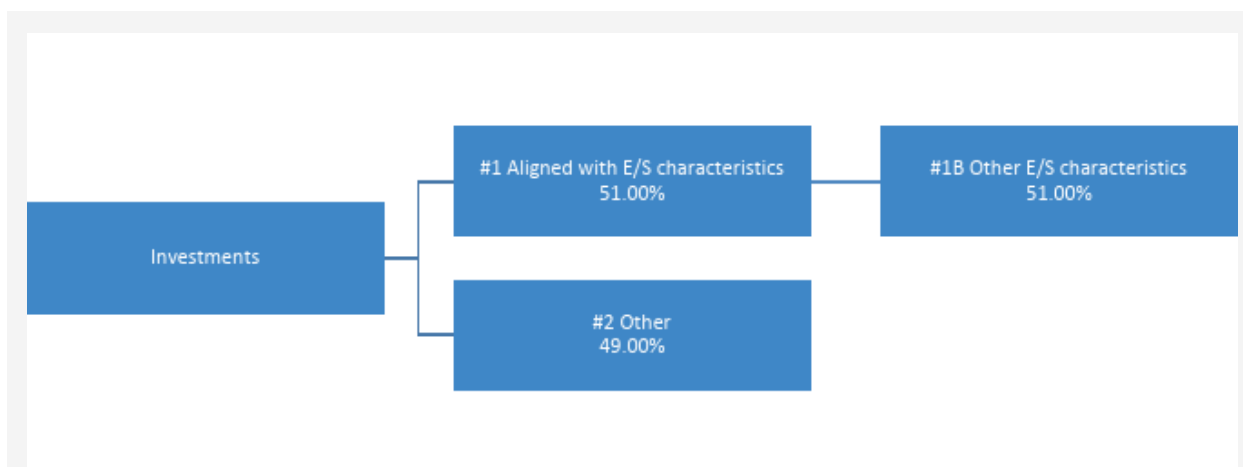 #1 Aligned with E/S characteristics
51.00%
#1B Other E/S characteristics
51.00%
Investments
#2 Other
49.00%